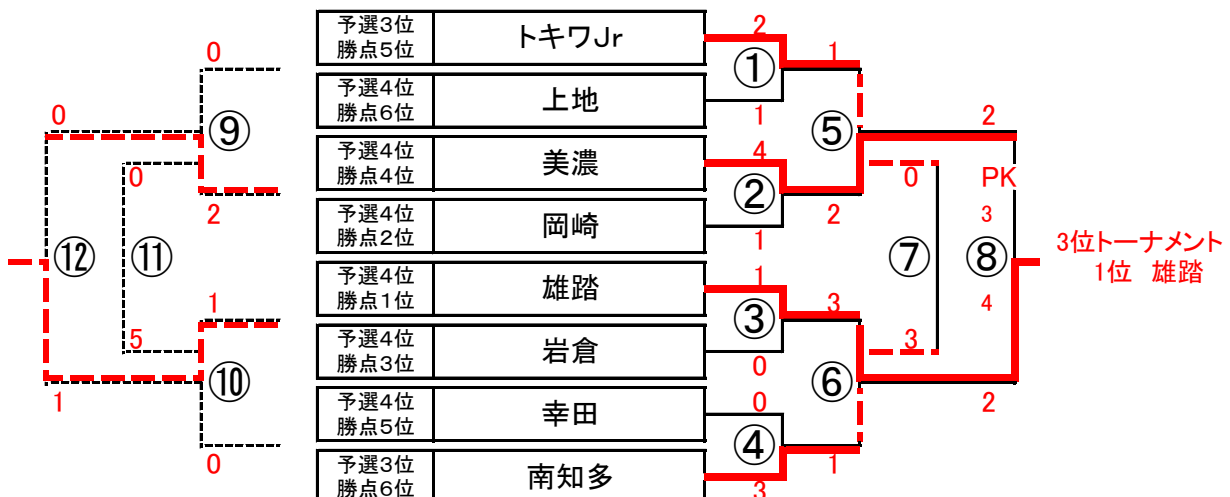 予選3位
勝点5位
トキワJr
予選4位
勝点6位
上地
予選4位
勝点4位
美濃
予選4位
勝点2位
岡崎
予選4位
勝点1位
雄踏
予選4位
勝点3位
岩倉
予選4位
勝点5位
幸田
予選3位
勝点6位
南知多
2
①
1
4
②
1
1
③
0
0
④
3
1
⑤
2
3
⑥
1
0
⑦
3
2
PK
3
⑧
4
2
3位トーナメント
1位 雄踏
0
⑨
2
1
⑩
0
0
⑪
5
0
⑫
1